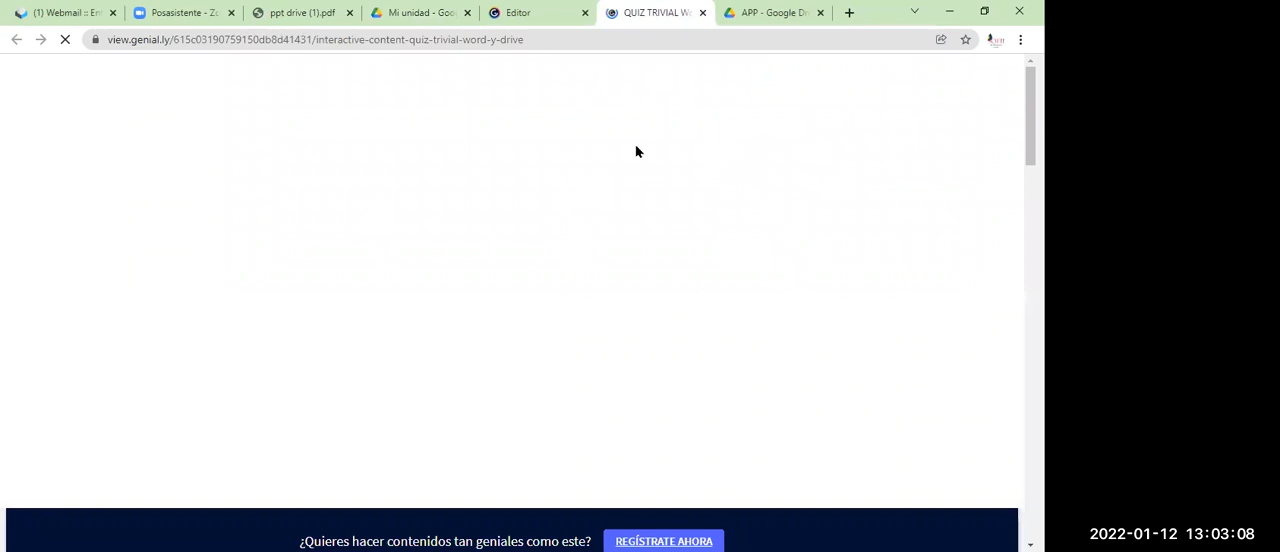 (1) Webmail :: En
Posasistente - Zo
ppt drive (1).pdf
Mi unidad - Goo
Editor
QUIZ TRIVIAL W
APP - Google Dr
view.genial.ly/615c03190759150db8d41431/interactive-content-quiz-trivial-word-y-drive
¿Quieres hacer contenidos tan geniales como este? REGÍSTRATE AHORA
2022-01-12 13:03:08